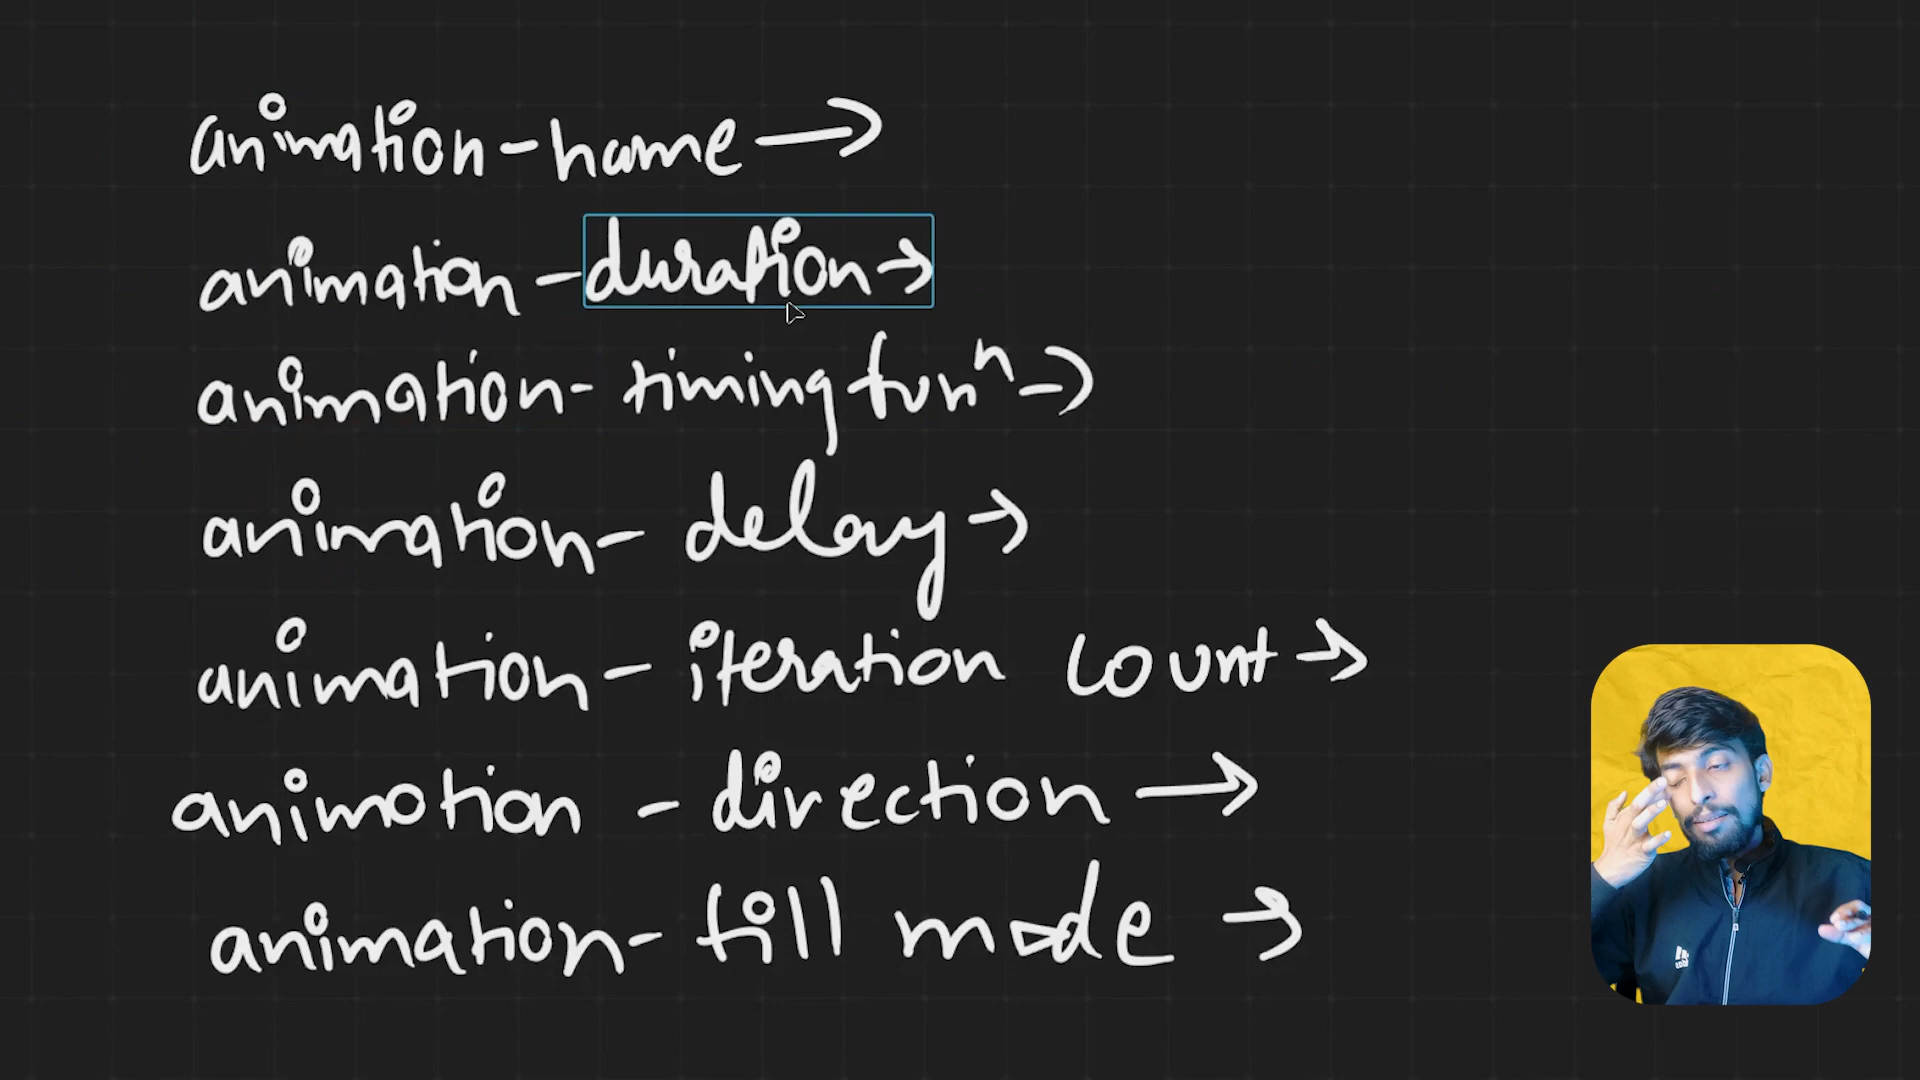 animation-name →
animation-duration →
animation-timing funⁿ →
animation-delay →
animation-iteration count →
animation-direction →
animation-fill mode →